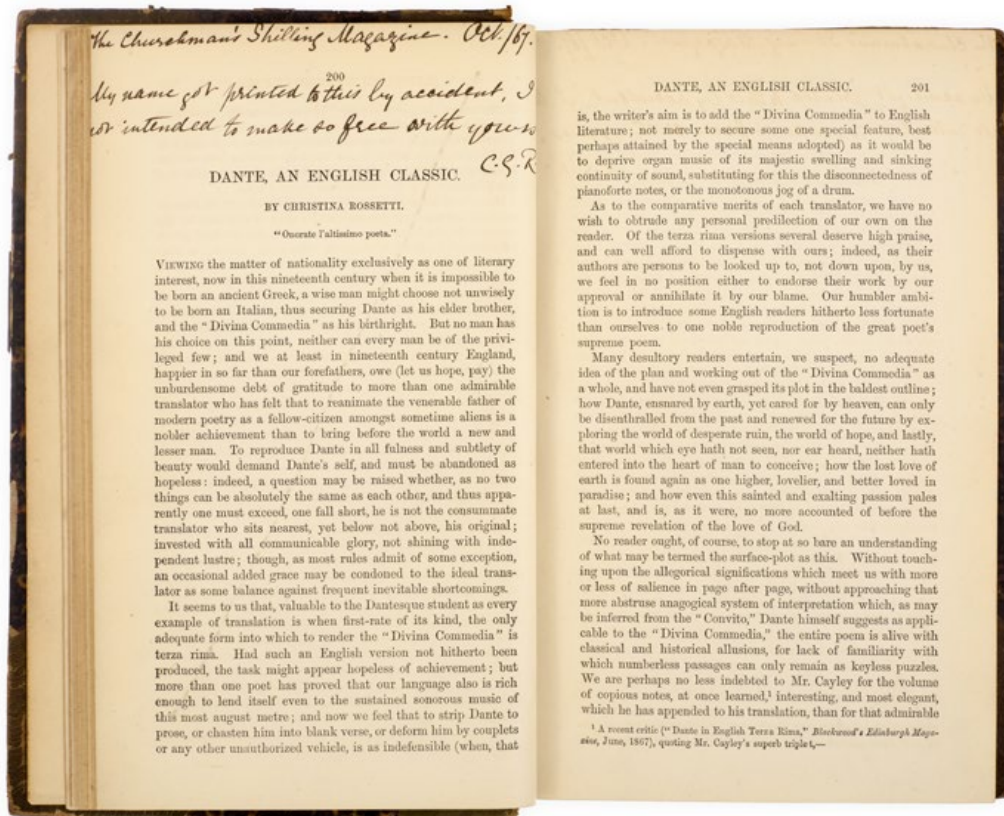 The Churchman's Shilling Magazine. Oct./67.
200
My name got printed to this by accident, I
not intended to make so free with yours
C.G.R
DANTE, AN ENGLISH CLASSIC.
BY CHRISTINA ROSSETTI.
"Onorate l'altissimo poeta."
VIEWING the matter of nationality exclusively as one of literary
interest, now in this nineteenth century when it is impossible to
be born an ancient Greek, a wise man might choose not unwisely
to be born an Italian, thus securing Dante as his elder brother,
and the "Divina Commedia" as his birthright. But no man has
his choice on this point, neither can every man be of the privi-
leged few; and we at least in nineteenth century England,
happier in so far than our forefathers, owe (let us hope, pay) the
unburdensome debt of gratitude to more than one admirable
translator who has felt that to reanimate the venerable father of
modern poetry as a fellow-citizen amongst sometime aliens is a
nobler achievement than to bring before the world a new and
lesser man. To reproduce Dante in all fulness and subtlety of
beauty would demand Dante's self, and must be abandoned as
hopeless: indeed, a question may be raised whether, as no two
things can be absolutely the same as each other, and thus appa-
rently one must exceed, one fall short, he is not the consummate
translator who sits nearest, yet below not above, his original;
invested with all communicable glory, not shining with inde-
pendent lustre; though, as most rules admit of some exception,
an occasional added grace may be condoned to the ideal trans-
lator as some balance against frequent inevitable shortcomings.
It seems to us that, valuable to the Dantesque student as every
example of translation is when first-rate of its kind, the only
adequate form into which to render the "Divina Commedia" is
terza rima. Had such an English version not hitherto been
produced, the task might appear hopeless of achievement; but
more than one poet has proved that our language also is rich
enough to lend itself even to the sustained sonorous music of
this most august metre; and now we feel that to strip Dante to
prose, or chasten him into blank verse, or deform him by couplets
or any other unauthorized vehicle, is as indefensible (when, that
DANTE, AN ENGLISH CLASSIC. 201
is, the writer's aim is to add the "Divina Commedia" to English
literature; not merely to secure some one special feature, best
perhaps attained by the special means adopted) as it would be
to deprive organ music of its majestic swelling and sinking
continuity of sound, substituting for this the disconnectedness of
pianoforte notes, or the monotonous jog of a drum.
As to the comparative merits of each translator, we have no
wish to obtrude any personal predilection of our own on the
reader. Of the terza rima versions several deserve high praise,
and can well afford to dispense with ours; indeed, as their
authors are persons to be looked up to, not down upon, by us,
we feel in no position either to endorse their work by our
approval or annihilate it by our blame. Our humbler ambi-
tion is to introduce some English readers hitherto less fortunate
than ourselves to one noble reproduction of the great poet's
supreme poem.
Many desultory readers entertain, we suspect, no adequate
idea of the plan and working out of the "Divina Commedia" as
a whole, and have not even grasped its plot in the baldest outline;
how Dante, ensnared by earth, yet cared for by heaven, can only
be disenthralled from the past and renewed for the future by ex-
ploring the world of desperate ruin, the world of hope, and lastly,
that world which eye hath not seen, nor ear heard, neither hath
entered into the heart of man to conceive; how the lost love of
earth is found again as one higher, lovelier, and better loved in
paradise; and how even this sainted and exalting passion pales
at last, and is, as it were, no more accounted of before the
supreme revelation of the love of God.
No reader ought, of course, to stop at so bare an understanding
of what may be termed the surface-plot as this. Without touch-
ing upon the allegorical significations which meet us with more
or less of salience in page after page, without approaching that
more abstruse anagogical system of interpretation which, as may
be inferred from the "Convito," Dante himself suggests as appli-
cable to the "Divina Commedia," the entire poem is alive with
classical and historical allusions, for lack of familiarity with
which numberless passages can only remain as keyless puzzles.
We are perhaps no less indebted to Mr. Cayley for the volume
of copious notes, at once learned,¹ interesting, and most elegant,
which he has appended to his translation, than for that admirable
¹ A recent critic ("Dante in English Terza Rima," Blackwood's Edinburgh Maga-
zine, June, 1867), quoting Mr. Cayley's superb triplet,—